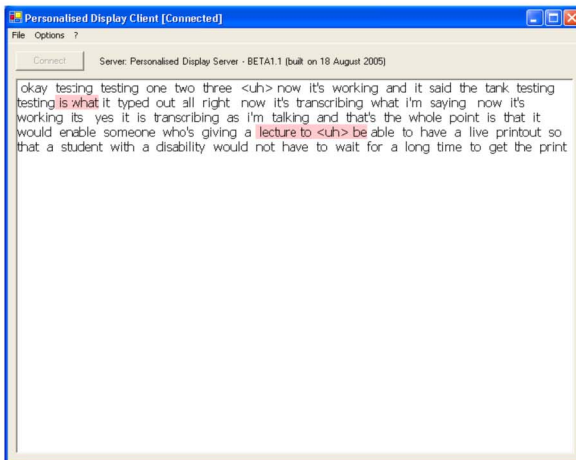 Personalised Display Client [Connected]
File Options ?
Connect Server: Personalised Display Server - BETA1.1 (built on 18 August 2005)
okay testing testing one two three <uh> now it's working and it said the tank testing
testing is what it typed out all right now it's transcribing what i'm saying now it's
working its yes it is transcribing as i'm talking and that's the whole point is that it
would enable someone who's giving a lecture to <uh> be able to have a live printout so
that a student with a disability would not have to wait for a long time to get the print